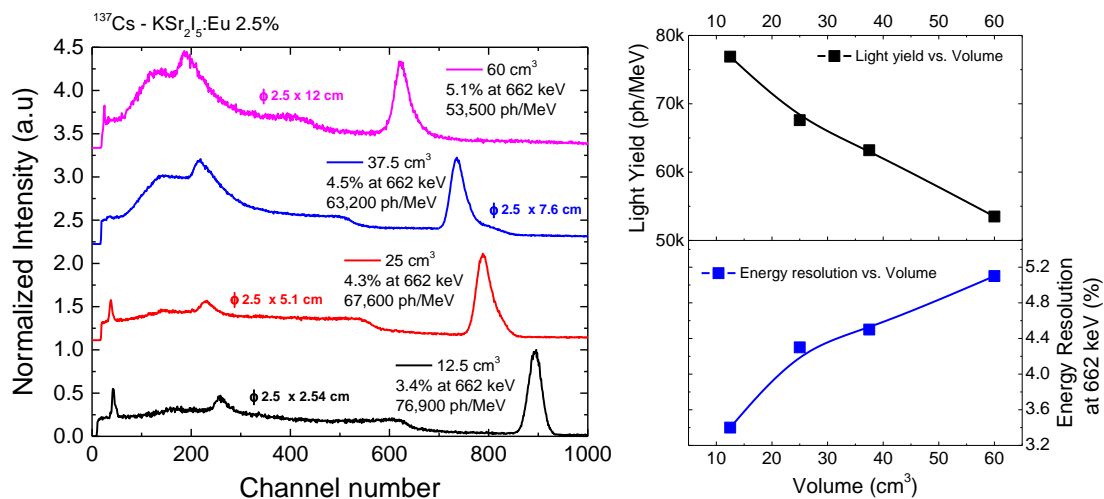 ¹³⁷Cs - KSr₂I₅:Eu 2.5%
4.5
4.0
3.5
3.0
2.5
2.0
1.5
1.0
0.5
0.0
Normalized Intensity (a.u)
60 cm³
5.1% at 662 keV
53,500 ph/MeV
ϕ 2.5 x 12 cm
37.5 cm³
4.5% at 662 keV
63,200 ph/MeV
ϕ 2.5 x 7.6 cm
25 cm³
4.3% at 662 keV
67,600 ph/MeV
ϕ 2.5 x 5.1 cm
12.5 cm³
3.4% at 662 keV
76,900 ph/MeV
ϕ 2.5 x 2.54 cm
0 200 400 600 800 1000
Channel number
10 20 30 40 50 60
80k
70k
60k
50k
Light Yield (ph/MeV)
Light yield vs. Volume
Energy resolution vs. Volume
5.2
4.8
4.4
4.0
3.6
3.2
Energy Resolution
at 662 keV (%)
10 20 30 40 50 60
Volume (cm³)